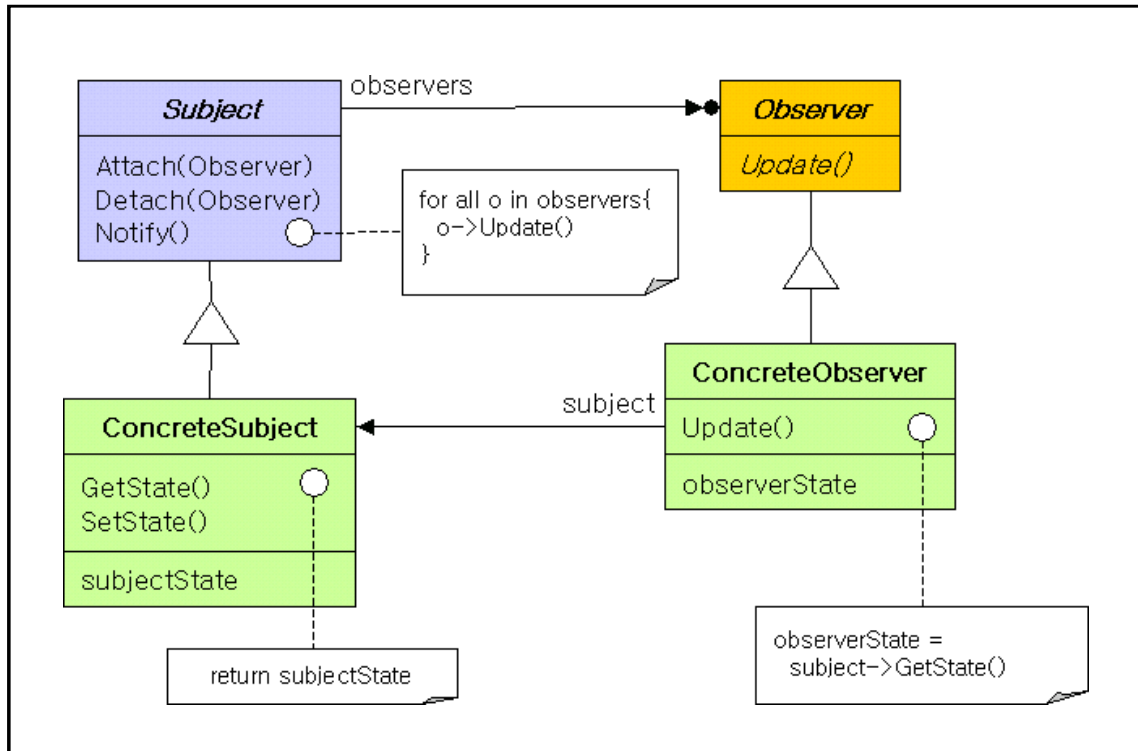 Subject
Attach(Observer)
Detach(Observer)
Notify()
observers
Observer
Update()
for all o in observers{
o->Update()
}
ConcreteSubject
GetState()
SetState()
subjectState
subject
ConcreteObserver
Update()
observerState
return subjectState
observerState =
subject->GetState()